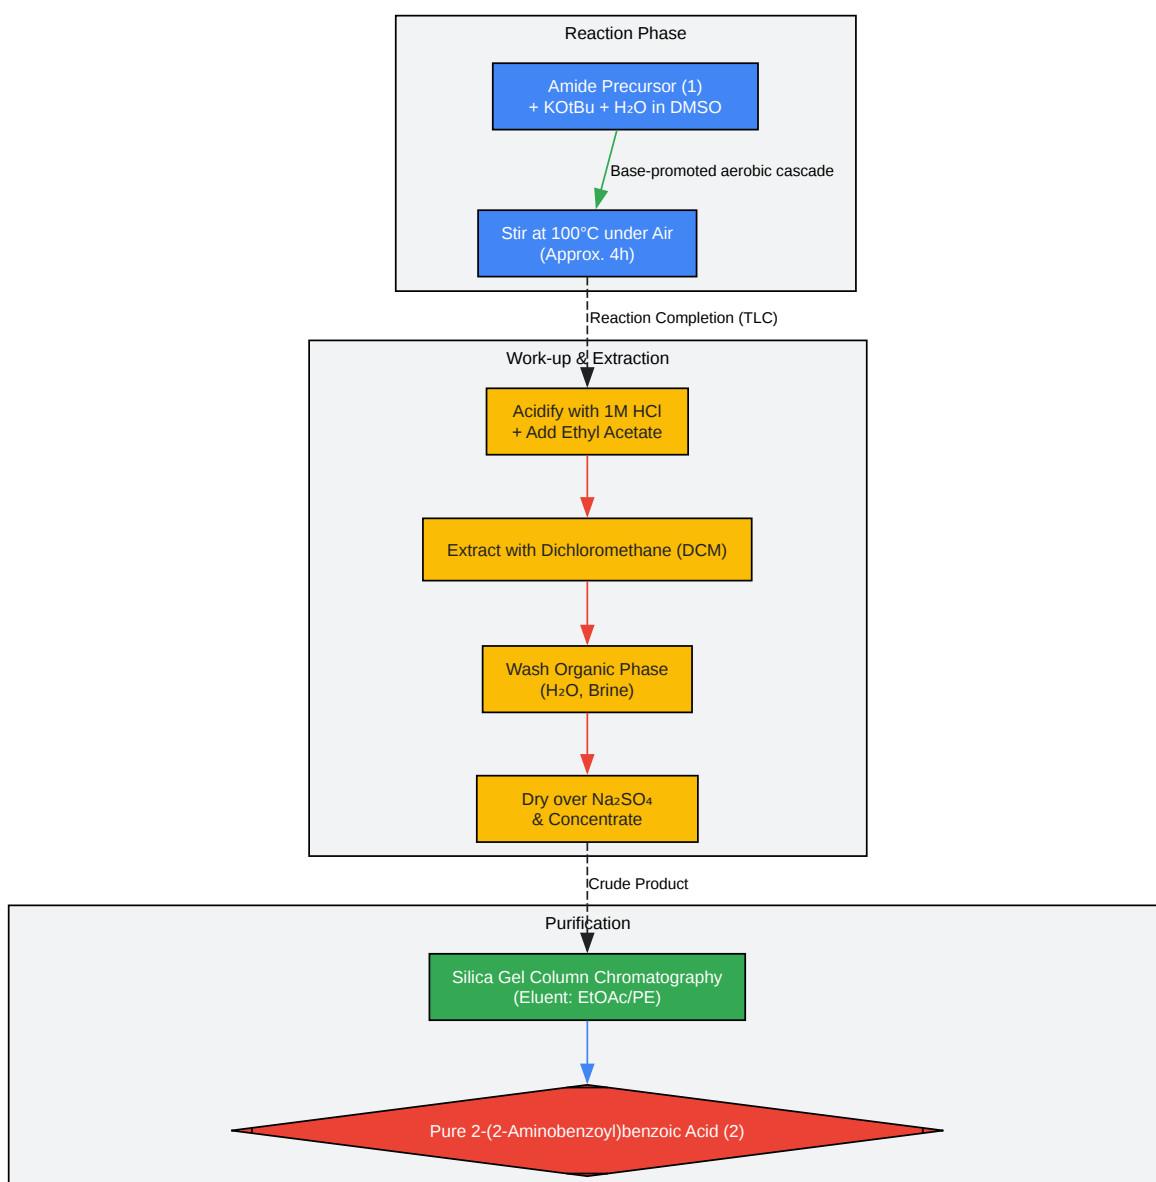 Reaction Phase
Amide Precursor (1)
+ KOtBu + H₂O in DMSO
Base-promoted aerobic cascade
Stir at 100°C under Air
(Approx. 4h)
Reaction Completion (TLC)
Work-up & Extraction
Acidify with 1M HCl
+ Add Ethyl Acetate
Extract with Dichloromethane (DCM)
Wash Organic Phase
(H₂O, Brine)
Dry over Na₂SO₄
& Concentrate
Crude Product
Purification
Silica Gel Column Chromatography
(Eluent: EtOAc/PE)
Pure 2-(2-Aminobenzoyl)benzoic Acid (2)